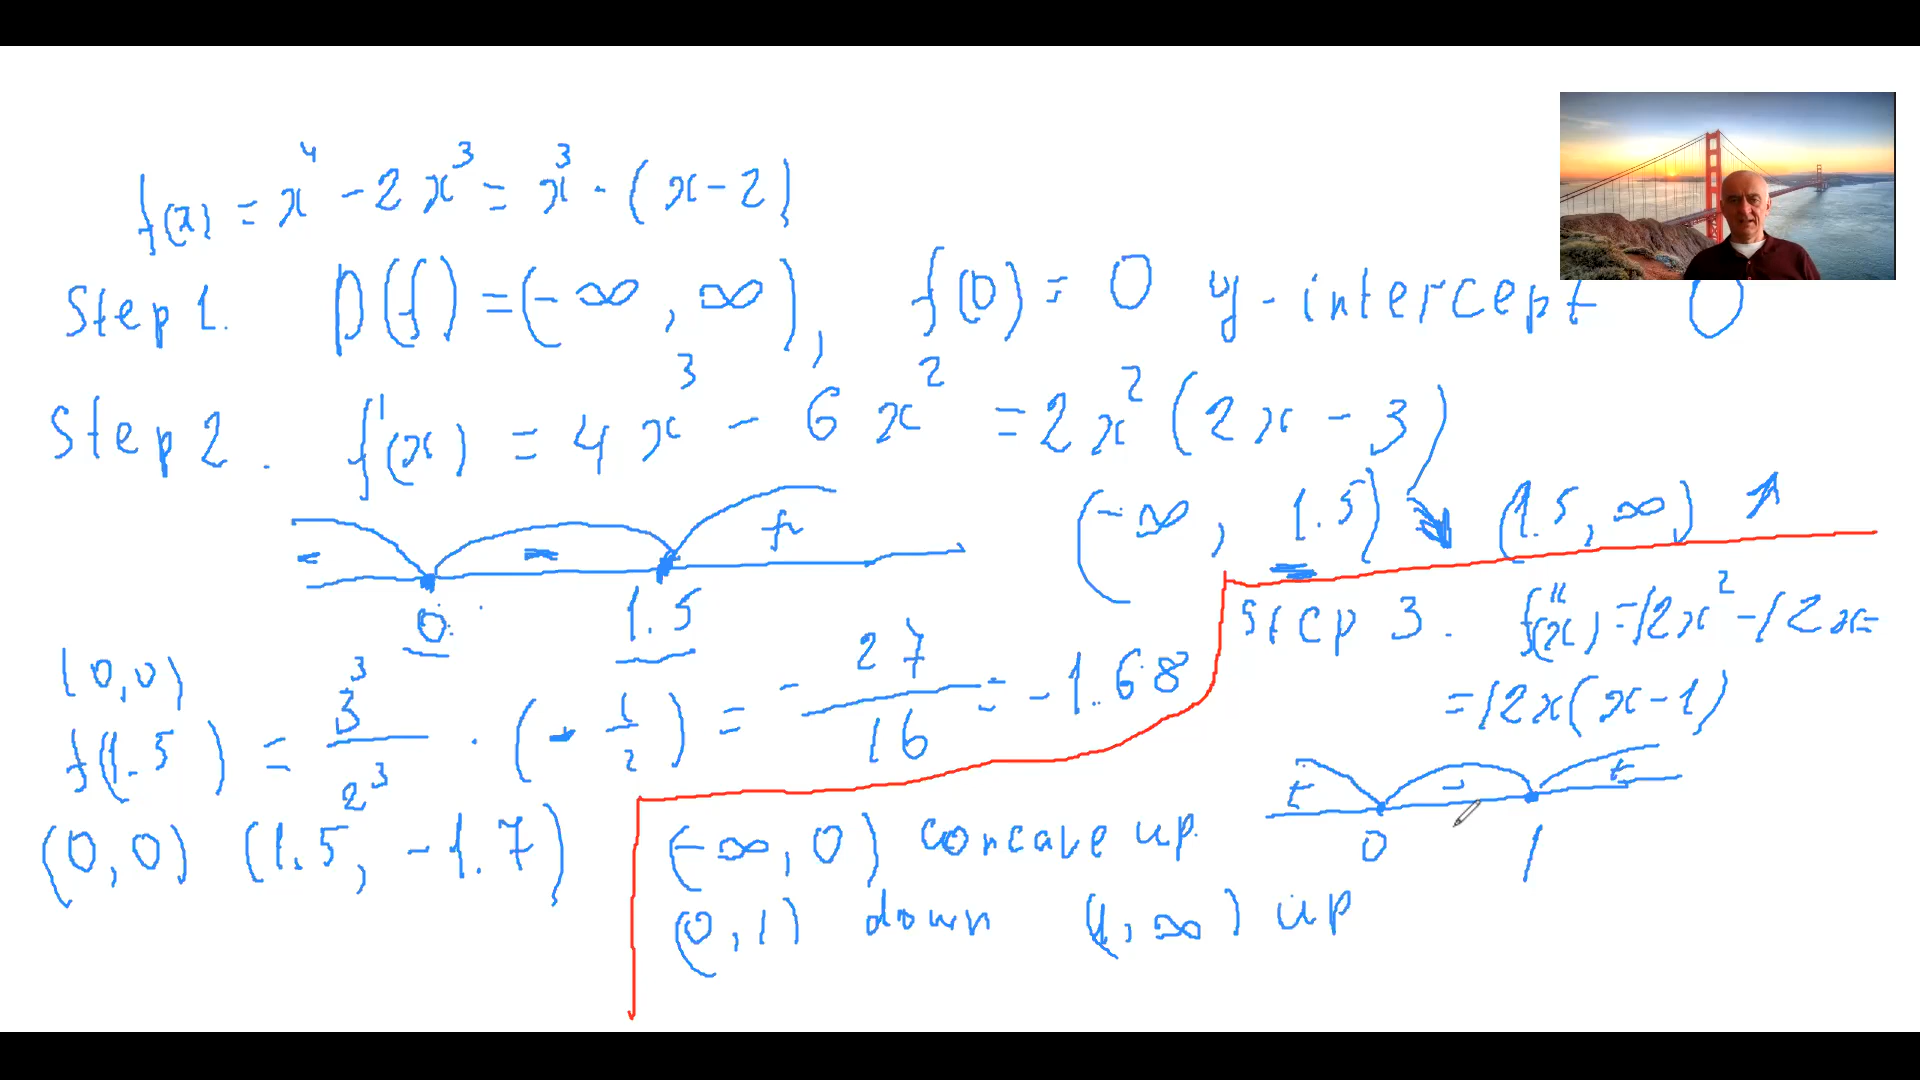 f(x) = x⁴ - 2x³ = x³ · (x - 2)
Step 1. D(f) = (-∞, ∞), f(0) = 0 y-intercept 0
Step 2. f'(x) = 4x³ - 6x² = 2x²(2x - 3)
- - +
0 1.5
(-∞, 1.5) ↘ (1.5, ∞) ↗
(0,0)
f(1.5) = 3³/2³ · (-1/2) = -27/16 = -1.68
(0,0) (1.5, -1.7)
Step 3. f''(x) = 12x² - 12x =
= 12x(x - 1)
+ - +
0 1
(-∞, 0) concave up.
(0,1) down (1, ∞) up